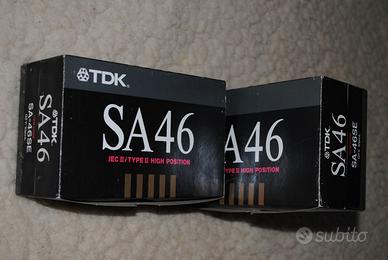 TDK
SA46
IEC II/TYPE II HIGH POSITION
SA46
SA-46SE
TDK
SA46
TYPE II HIGH POSITION
TDK
SA46
SA-46SE
subito